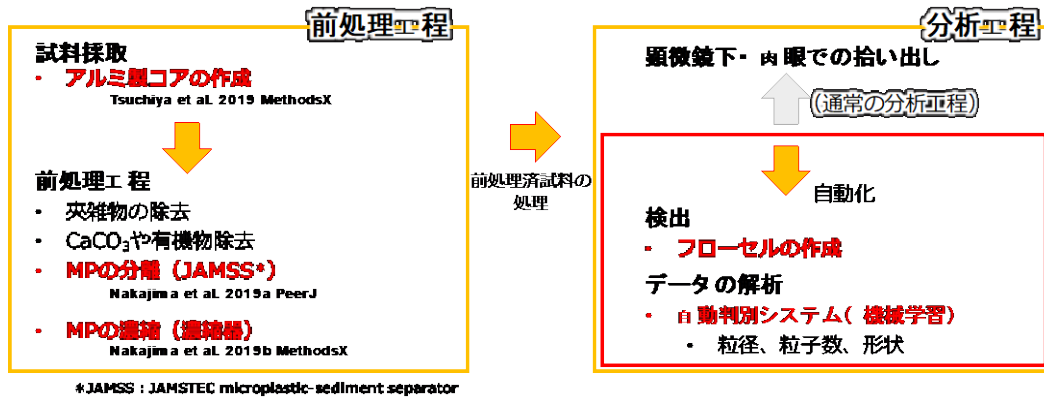 前処理工程
試料採取
・ アルミ製コアの作成
Tsuchiya et al. 2019 MethodsX
前処理工程
・ 夾雑物の除去
・ CaCO₃や有機物除去
・ MPの分離（JAMSS*）
Nakajima et al. 2019a PeerJ
・ MPの濃縮（濃縮器）
Nakajima et al. 2019b MethodsX
*JAMSS : JAMSTEC microplastic-sediment separator
前処理済試料の
処理
分析工程
顕微鏡下・肉眼での拾い出し
(通常の分析工程)
自動化
検出
・ フローセルの作成
データの解析
・ 自動判別システム( 機械学習)
・ 粒径、粒子数、形状